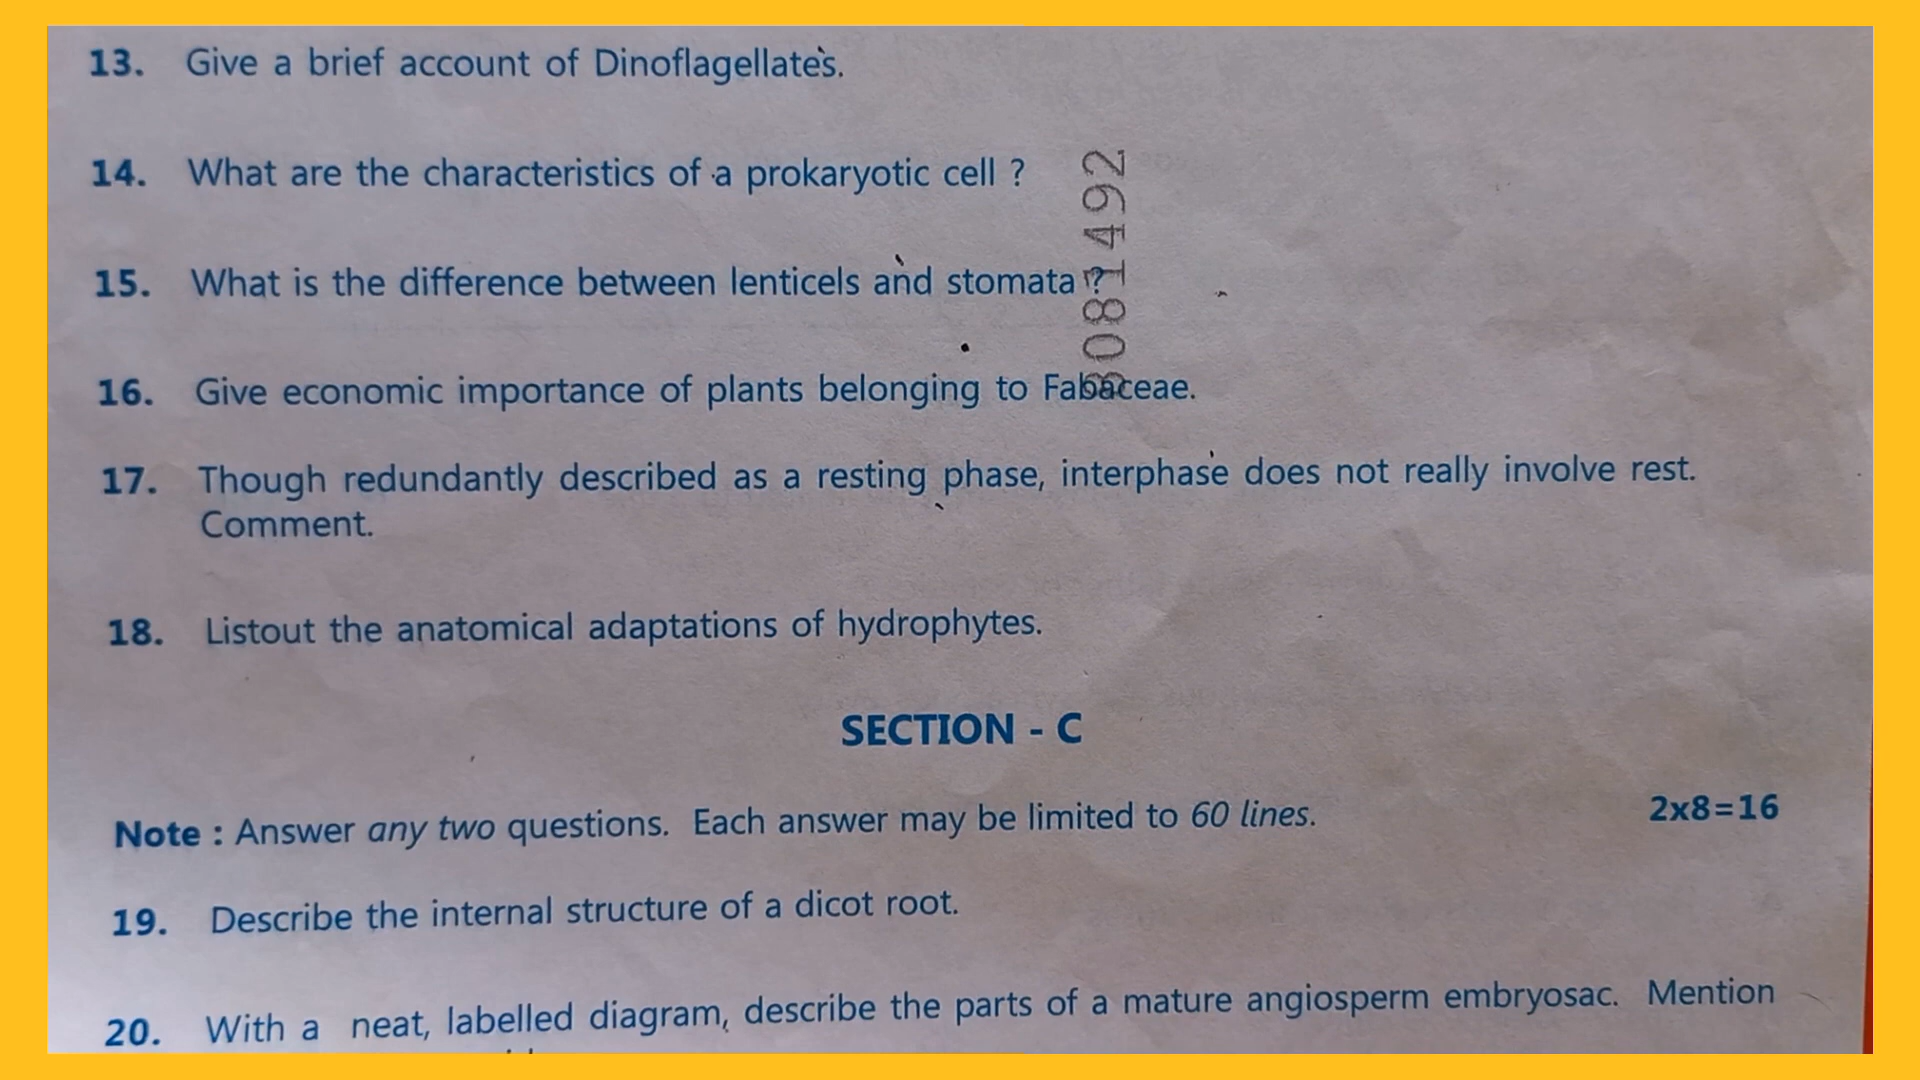 13. Give a brief account of Dinoflagellates.
14. What are the characteristics of a prokaryotic cell ?
15. What is the difference between lenticels and stomata ?
16. Give economic importance of plants belonging to Fabaceae.
17. Though redundantly described as a resting phase, interphase does not really involve rest.
Comment.
18. Listout the anatomical adaptations of hydrophytes.
SECTION - C
Note : Answer any two questions. Each answer may be limited to 60 lines. 2x8=16
19. Describe the internal structure of a dicot root.
20. With a neat, labelled diagram, describe the parts of a mature angiosperm embryosac. Mention